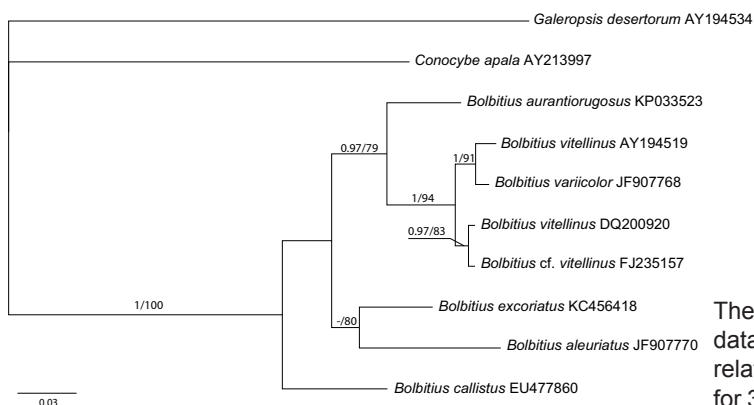 Galeropsis desertorum AY194534
Conocybe apala AY213997
Bolbitius aurantiorugosus KP033523
0.97/79
Bolbitius vitellinus AY194519
1/91
Bolbitius variicolor JF907768
1/94
Bolbitius vitellinus DQ200920
0.97/83
Bolbitius cf. vitellinus FJ235157
1/100
Bolbitius excoriatus KC456418
-/80
Bolbitius aleuriatus JF907770
Bolbitius callistus EU477860
0.03
The
data
relat
for 3